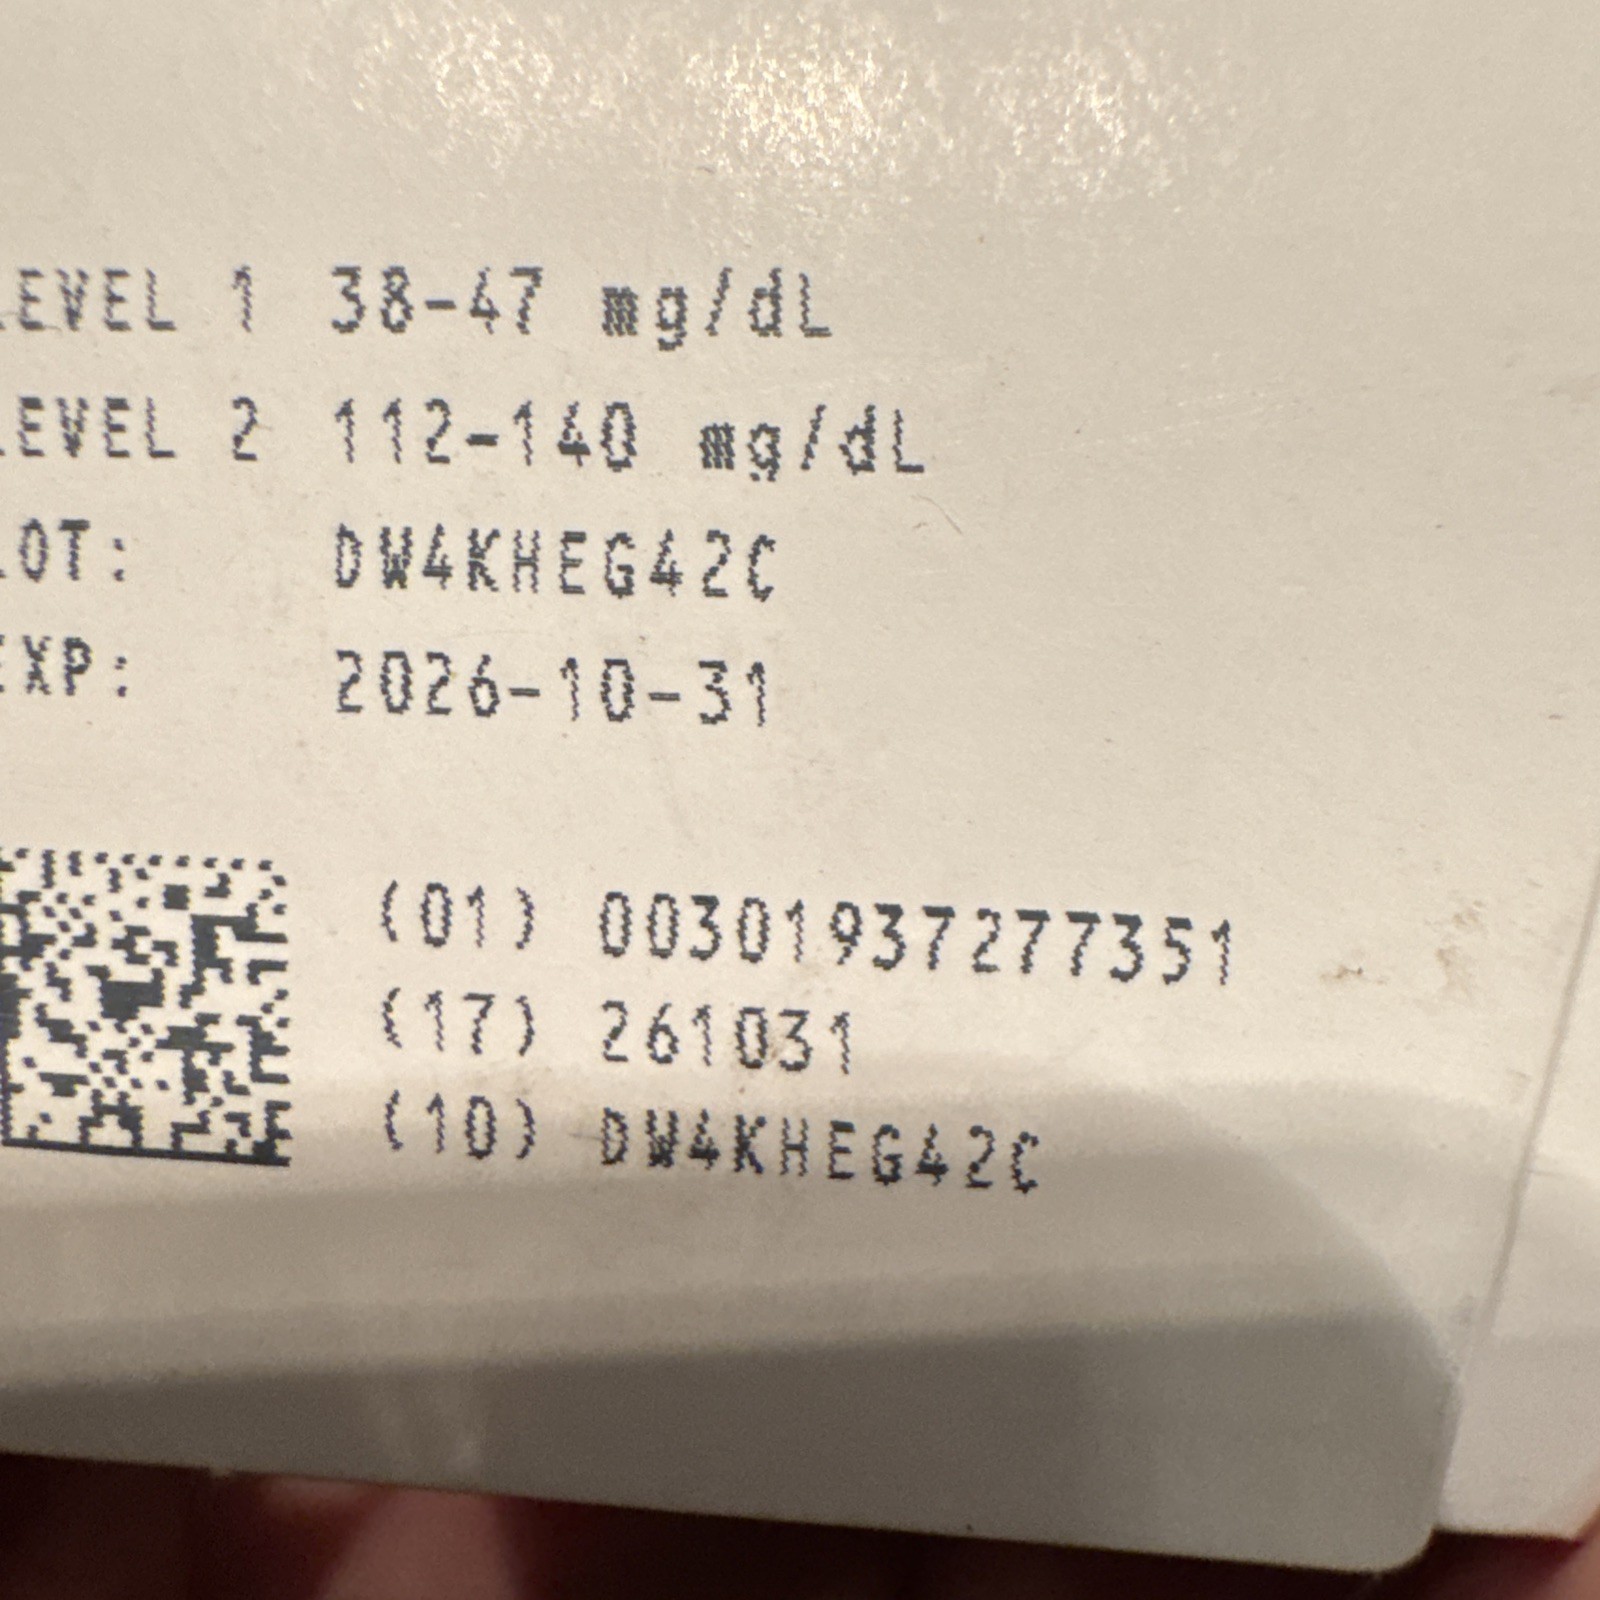 LEVEL 1 38-47 mg/dL
LEVEL 2 112-140 mg/dL
LOT: DW4KHEG42C
EXP: 2026-10-31
(01) 00301937277351
(17) 261031
(10) DW4KHEG42C